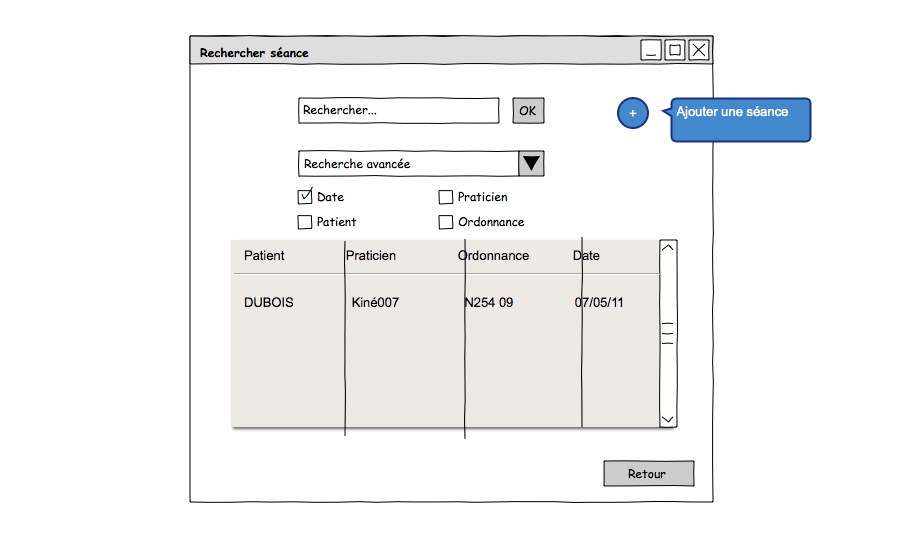 Rechercher séance
Rechercher...
OK
+
Ajouter une séance
Recherche avancée
Date
Praticien
Patient
Ordonnance
Patient Praticien Ordonnance Date
DUBOIS Kiné007 N254 09 07/05/11
Retour